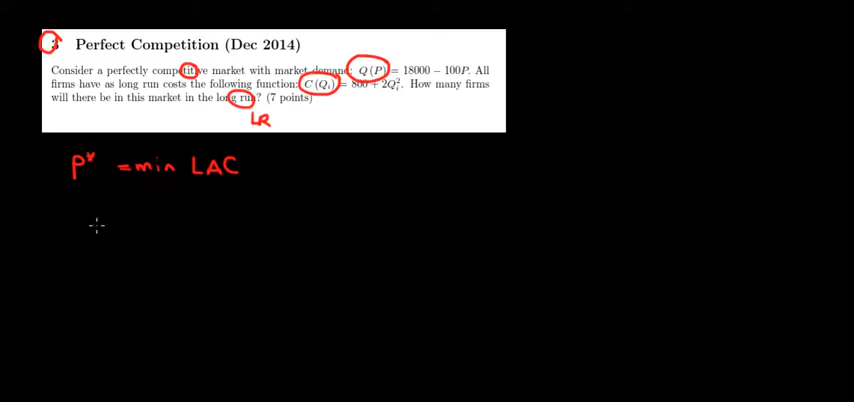 3 Perfect Competition (Dec 2014)
Consider a perfectly competitive market with market demand: Q (P) = 18000 − 100P. All
firms have as long run costs the following function: C (Qᵢ) = 800 + 2Qᵢ². How many firms
will there be in this market in the long run? (7 points)
LR
P* = min LAC